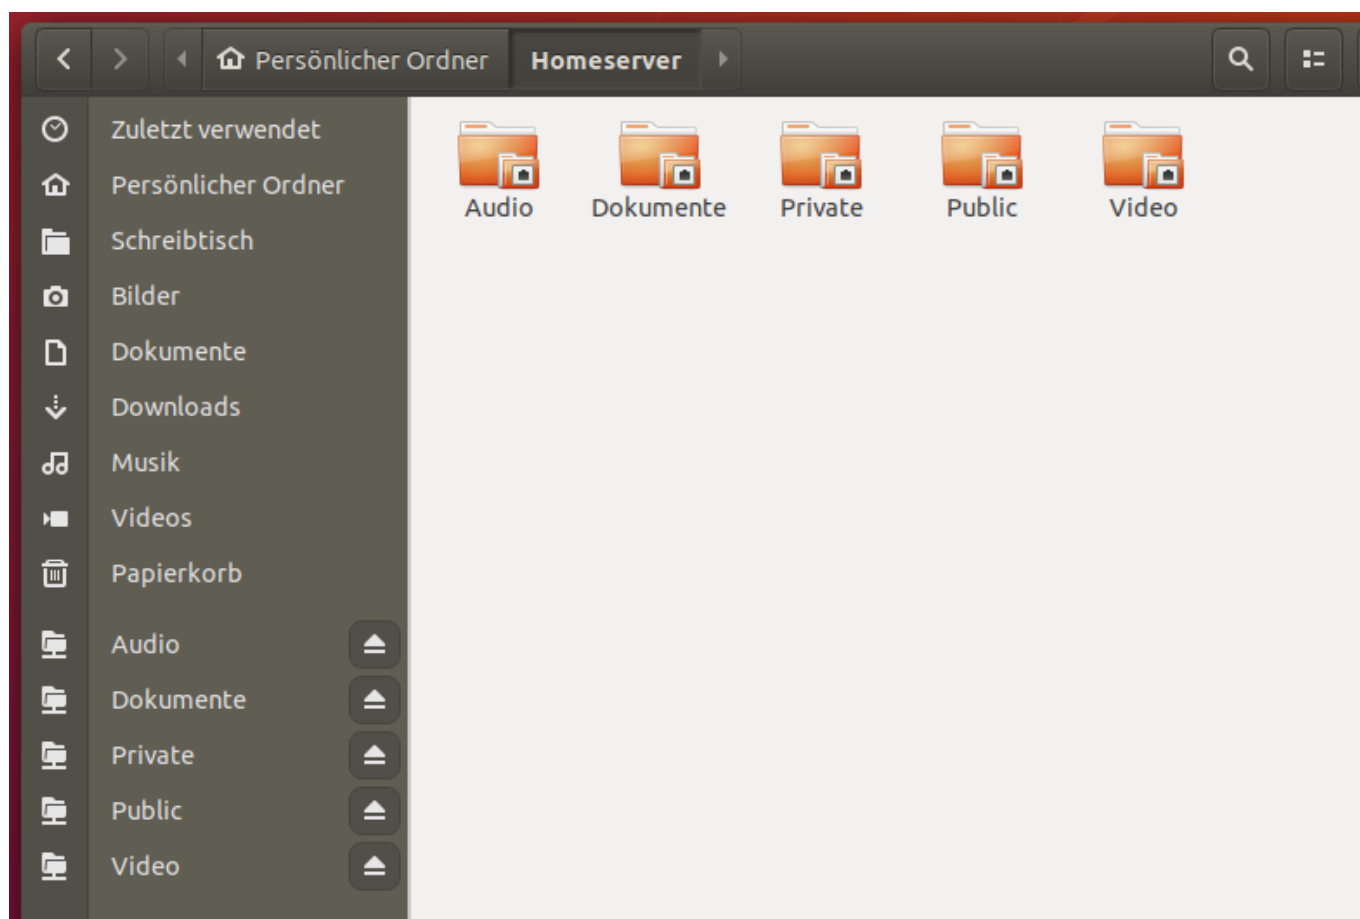 Persönlicher Ordner Homeserver
Zuletzt verwendet
Persönlicher Ordner
Schreibtisch
Bilder
Dokumente
Downloads
Musik
Videos
Papierkorb
Audio
Dokumente
Private
Public
Video
Audio Dokumente Private Public Video